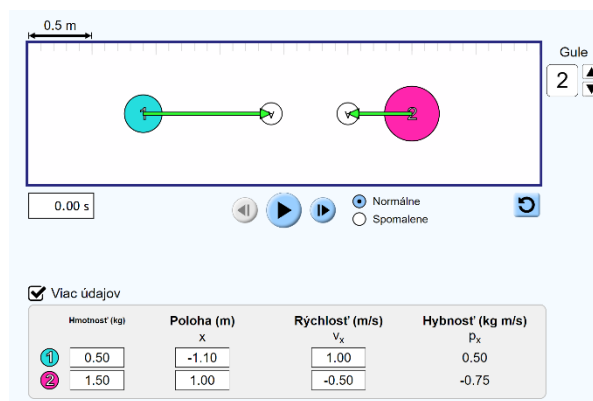 0.5 m
Gule
2
1
2
v
v
0.00 s
Normálne
Spomalene
Viac údajov
Hmotnosť (kg) Poloha (m) Rýchlosť (m/s) Hybnosť (kg m/s)
x vₓ pₓ
1 0.50 -1.10 1.00 0.50
2 1.50 1.00 -0.50 -0.75